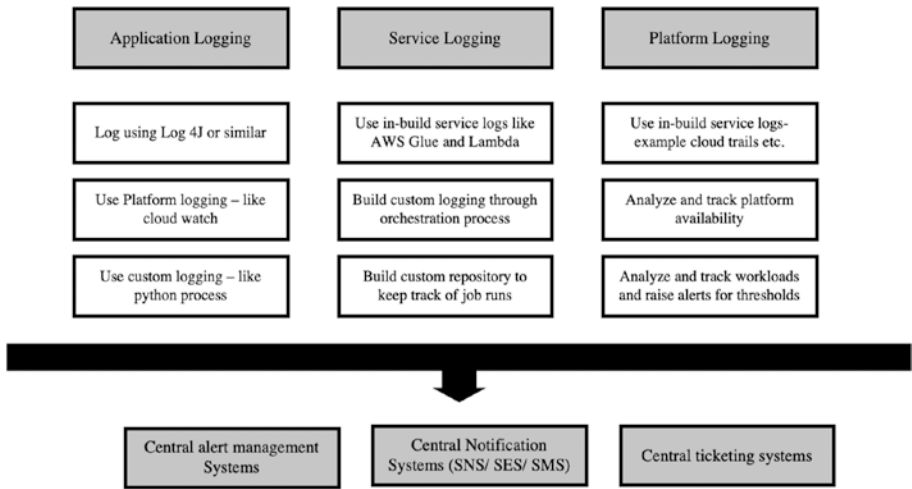 Application Logging
Service Logging
Platform Logging
Log using Log 4J or similar
Use in-build service logs like
AWS Glue and Lambda
Use in-build service logs-
example cloud trails etc.
Use Platform logging – like
cloud watch
Build custom logging through
orchestration process
Analyze and track platform
availability
Use custom logging – like
python process
Build custom repository to
keep track of job runs
Analyze and track workloads
and raise alerts for thresholds
Central alert management
Systems
Central Notification
Systems (SNS/ SES/ SMS)
Central ticketing systems